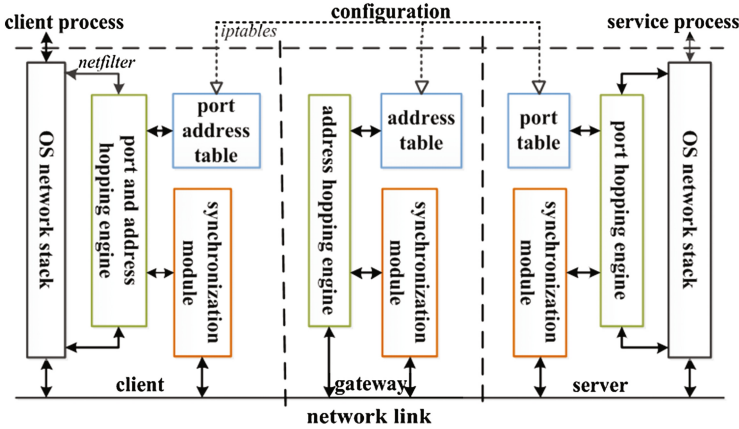 client process
configuration
service process
iptables
netfilter
OS network stack
port and address
hopping engine
port
address
table
synchronization
module
address hopping engine
address
table
synchronization
module
port
table
synchronization
module
port hopping engine
OS network stack
client
gateway
server
network link